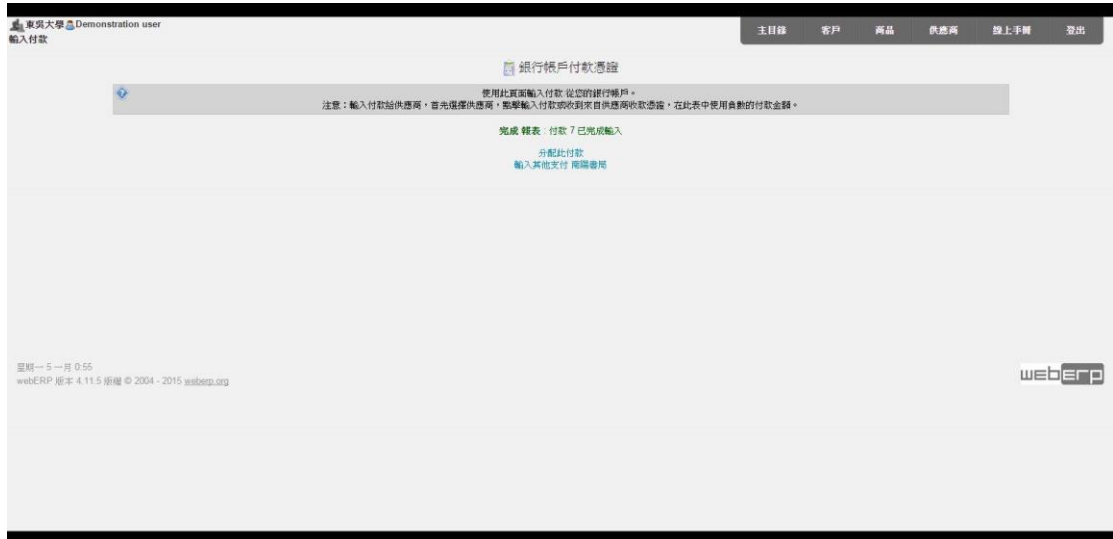 東吳大學 Demonstration user
輸入付款
主目錄 客戶 商品 供應商 線上手冊 登出
銀行帳戶付款憑證
使用此頁面輸入付款 從您的銀行帳戶。
注意：輸入付款給供應商，首先選擇供應商，點擊輸入付款或收到來自供應商收款憑證，在此表中使用負數的付款金額。
完成 報表 : 付款 7 已完成輸入
分配此付款
輸入其他支付 南陽書局
星期一 5 一月 0:55
webERP 版本 4.11.5 版權 © 2004 - 2015 weberp.org
weberp